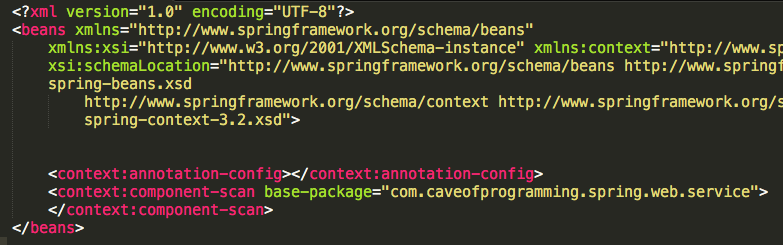 <?xml version="1.0" encoding="UTF-8"?>
<beans xmlns="http://www.springframework.org/schema/beans"
xmlns:xsi="http://www.w3.org/2001/XMLSchema-instance" xmlns:context="http://www.sp
xsi:schemaLocation="http://www.springframework.org/schema/beans http://www.springf
spring-beans.xsd
http://www.springframework.org/schema/context http://www.springframework.org/s
spring-context-3.2.xsd">
<context:annotation-config></context:annotation-config>
<context:component-scan base-package="com.caveofprogramming.spring.web.service">
</context:component-scan>
</beans>